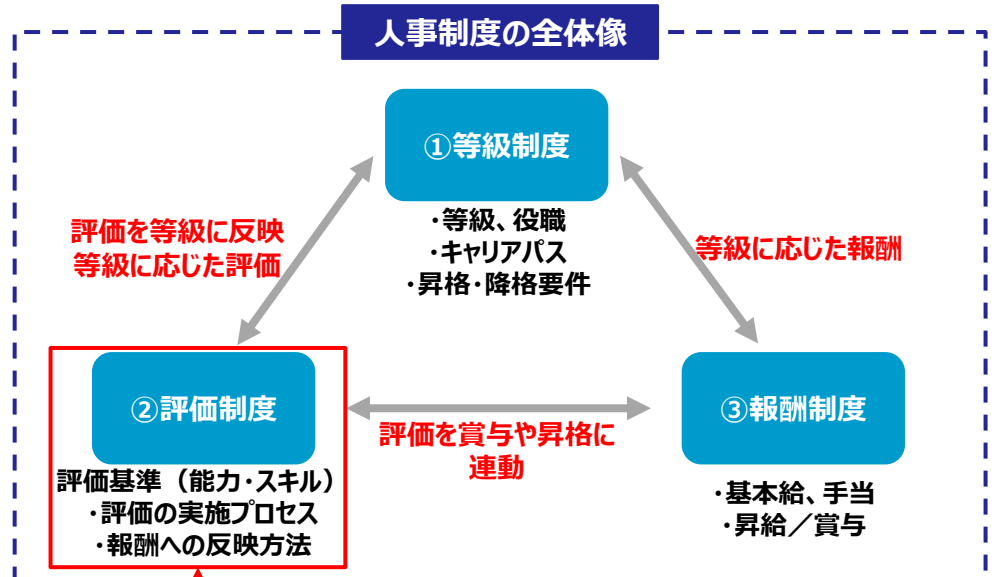 人事制度の全体像
①等級制度
・等級、役職
・キャリアパス
・昇格・降格要件
評価を等級に反映
等級に応じた評価
等級に応じた報酬
②評価制度
評価基準（能力・スキル）
・評価の実施プロセス
・報酬への反映方法
評価を賞与や昇格に
連動
③報酬制度
・基本給、手当
・昇給／賞与